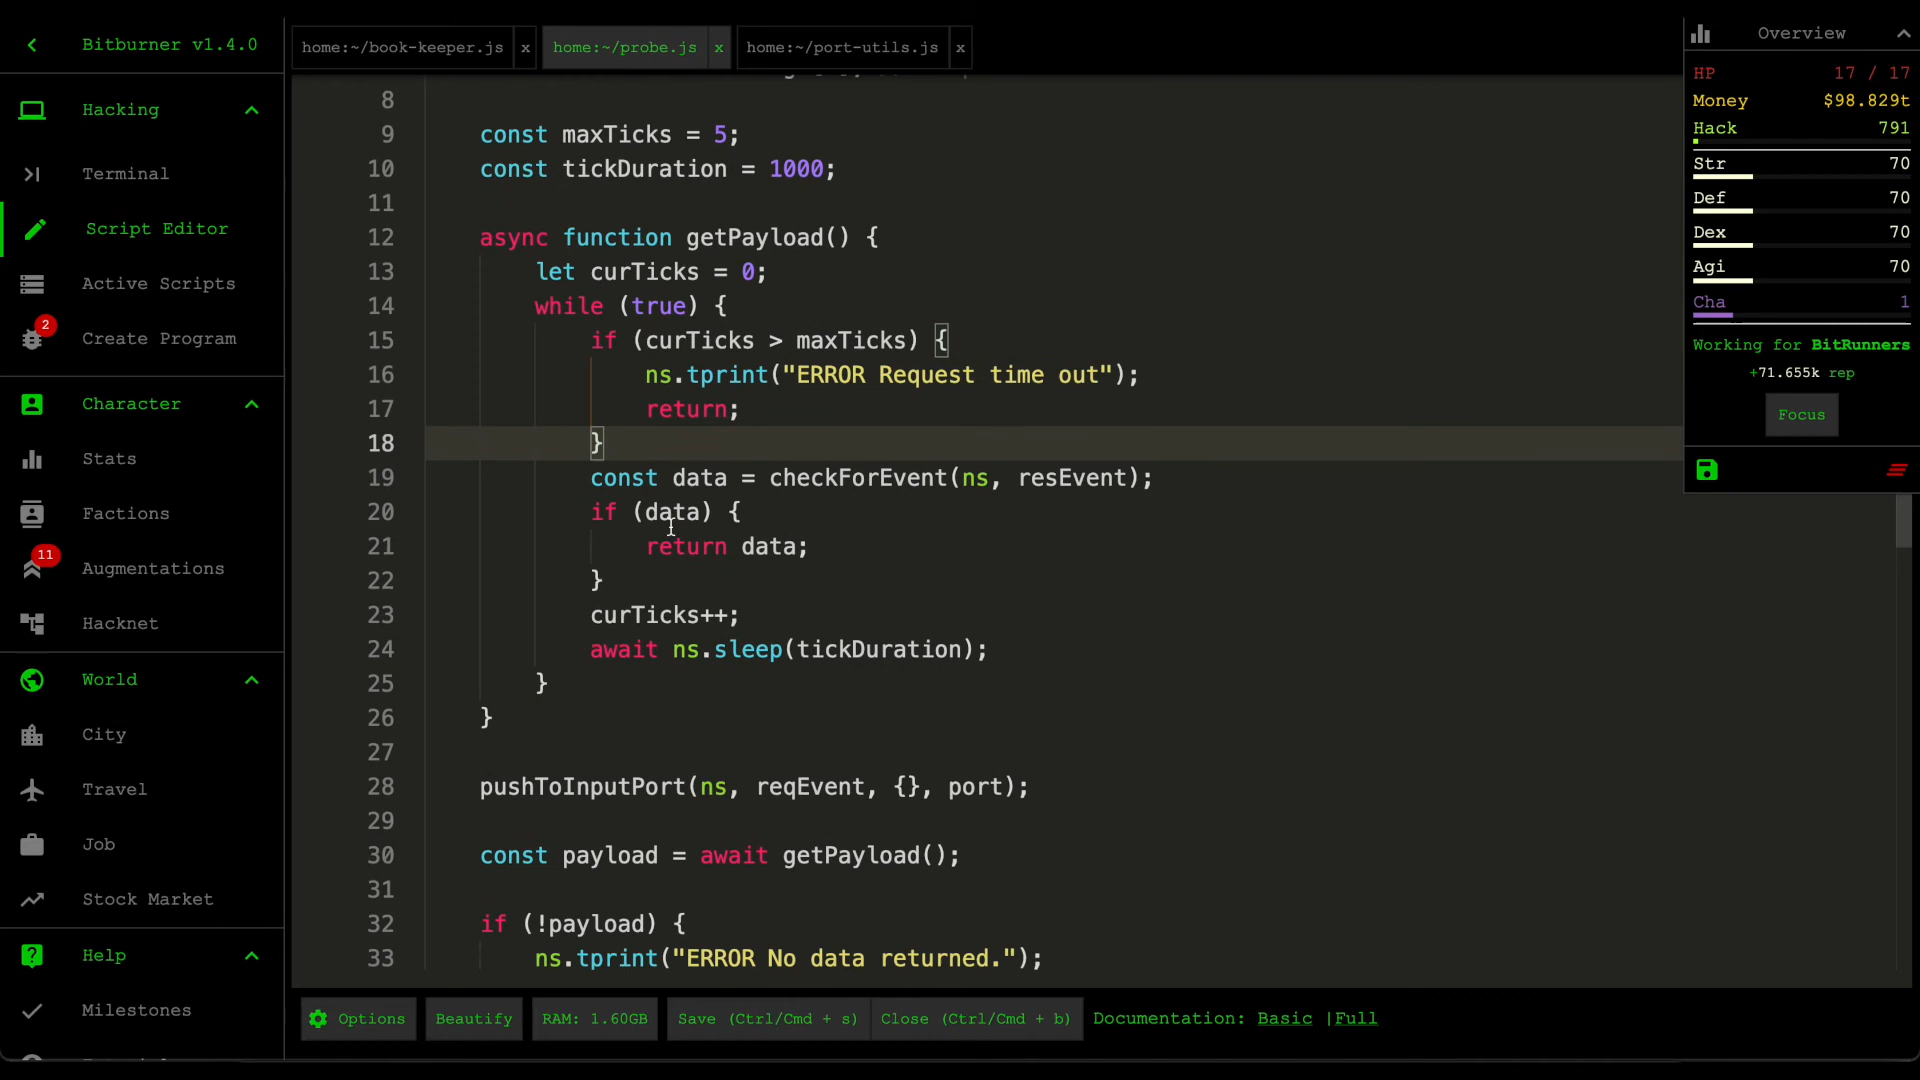 Bitburner v1.4.0
Hacking
Terminal
Script Editor
Active Scripts
2
Create Program
Character
Stats
Factions
11
Augmentations
Hacknet
World
City
Travel
Job
Stock Market
Help
Milestones
home:~/book-keeper.js x
home:~/probe.js x
home:~/port-utils.js x
8
9 const maxTicks = 5;
10 const tickDuration = 1000;
11
12 async function getPayload() {
13 let curTicks = 0;
14 while (true) {
15 if (curTicks > maxTicks) {
16 ns.tprint("ERROR Request time out");
17 return;
18 }
19 const data = checkForEvent(ns, resEvent);
20 if (data) {
21 return data;
22 }
23 curTicks++;
24 await ns.sleep(tickDuration);
25 }
26 }
27
28 pushToInputPort(ns, reqEvent, {}, port);
29
30 const payload = await getPayload();
31
32 if (!payload) {
33 ns.tprint("ERROR No data returned.");
Options
Beautify
RAM: 1.60GB
Save (Ctrl/Cmd + s)
Close (Ctrl/Cmd + b)
Documentation: Basic |Full
Overview
HP 17 / 17
Money $98.829t
Hack 791
Str 70
Def 70
Dex 70
Agi 70
Cha 1
Working for BitRunners
+71.655k rep
Focus